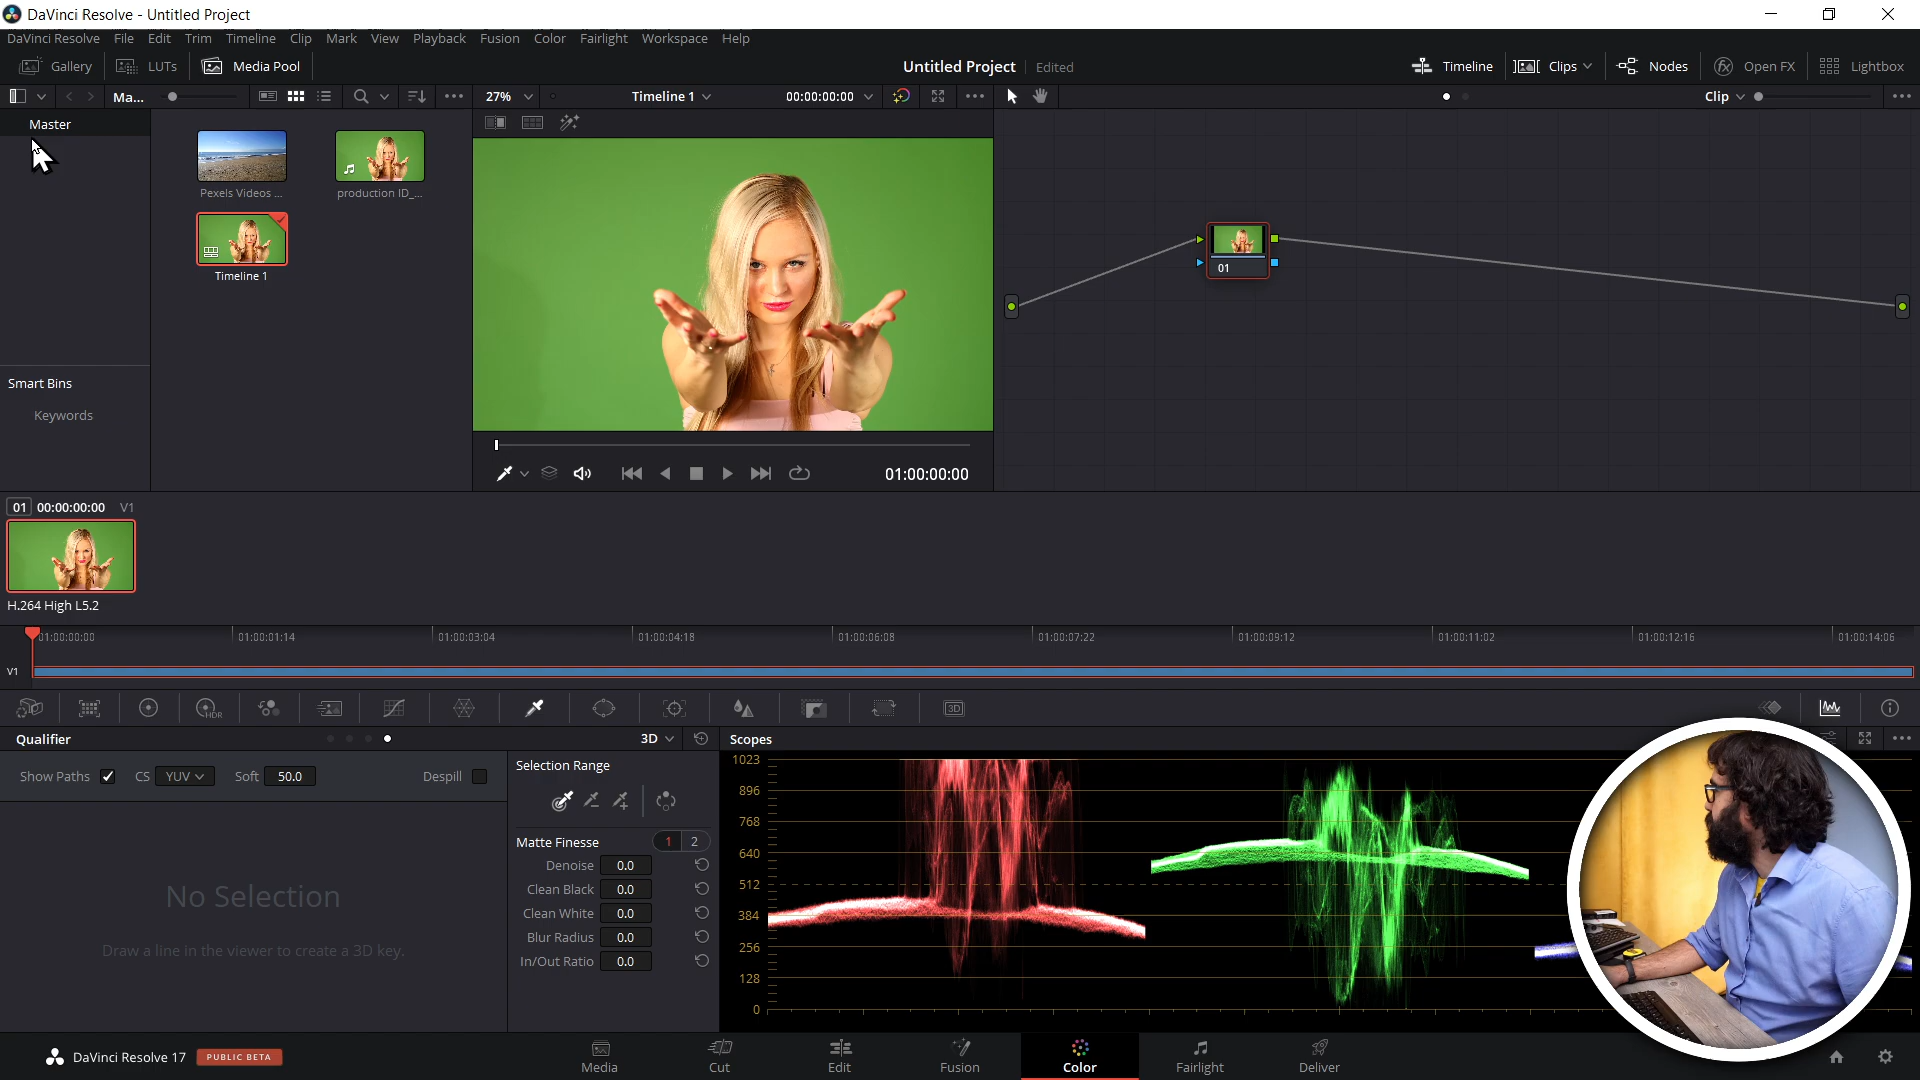 DaVinci Resolve - Untitled Project
DaVinci Resolve File Edit Trim Timeline Clip Mark View Playback Fusion Color Fairlight Workspace Help
Gallery LUTs Media Pool Untitled Project Edited Timeline Clips Nodes Open FX Lightbox
Ma... 27% Timeline 1 00:00:00:00 Clip
Master
Pexels Videos ... production ID_...
Timeline 1
01
Smart Bins
Keywords
01:00:00:00
01 00:00:00:00 V1
H.264 High L5.2
01:00:00:00 01:00:01:14 01:00:03:04 01:00:04:18 01:00:06:08 01:00:07:22 01:00:09:12 01:00:11:02 01:00:12:16 01:00:14:06
V1
HDR 3D
Qualifier 3D Scopes
Show Paths CS YUV Soft 50.0 Despill
Selection Range
Matte Finesse 1 2
Denoise 0.0
Clean Black 0.0
Clean White 0.0
Blur Radius 0.0
In/Out Ratio 0.0
No Selection
Draw a line in the viewer to create a 3D key.
1023
896
768
640
512
384
256
128
0
DaVinci Resolve 17 PUBLIC BETA Media Cut Edit Fusion Color Fairlight Deliver